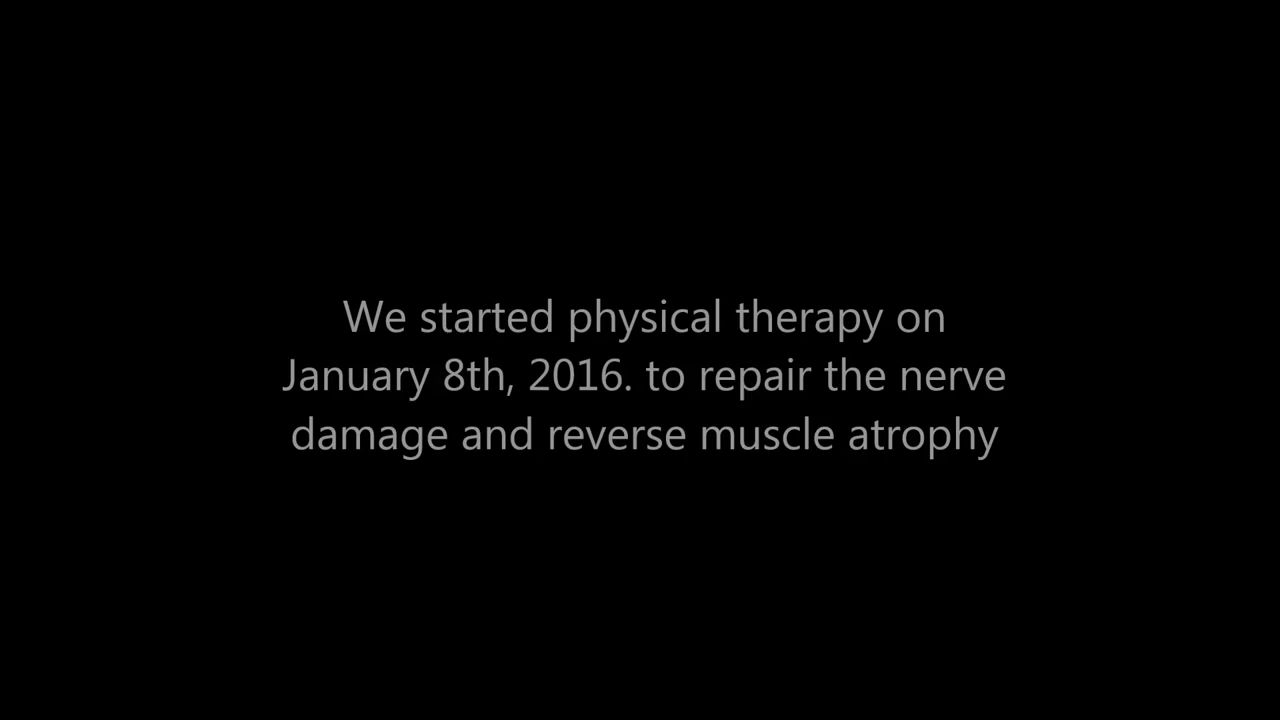 We started physical therapy on
January 8th, 2016. to repair the nerve
damage and reverse muscle atrophy